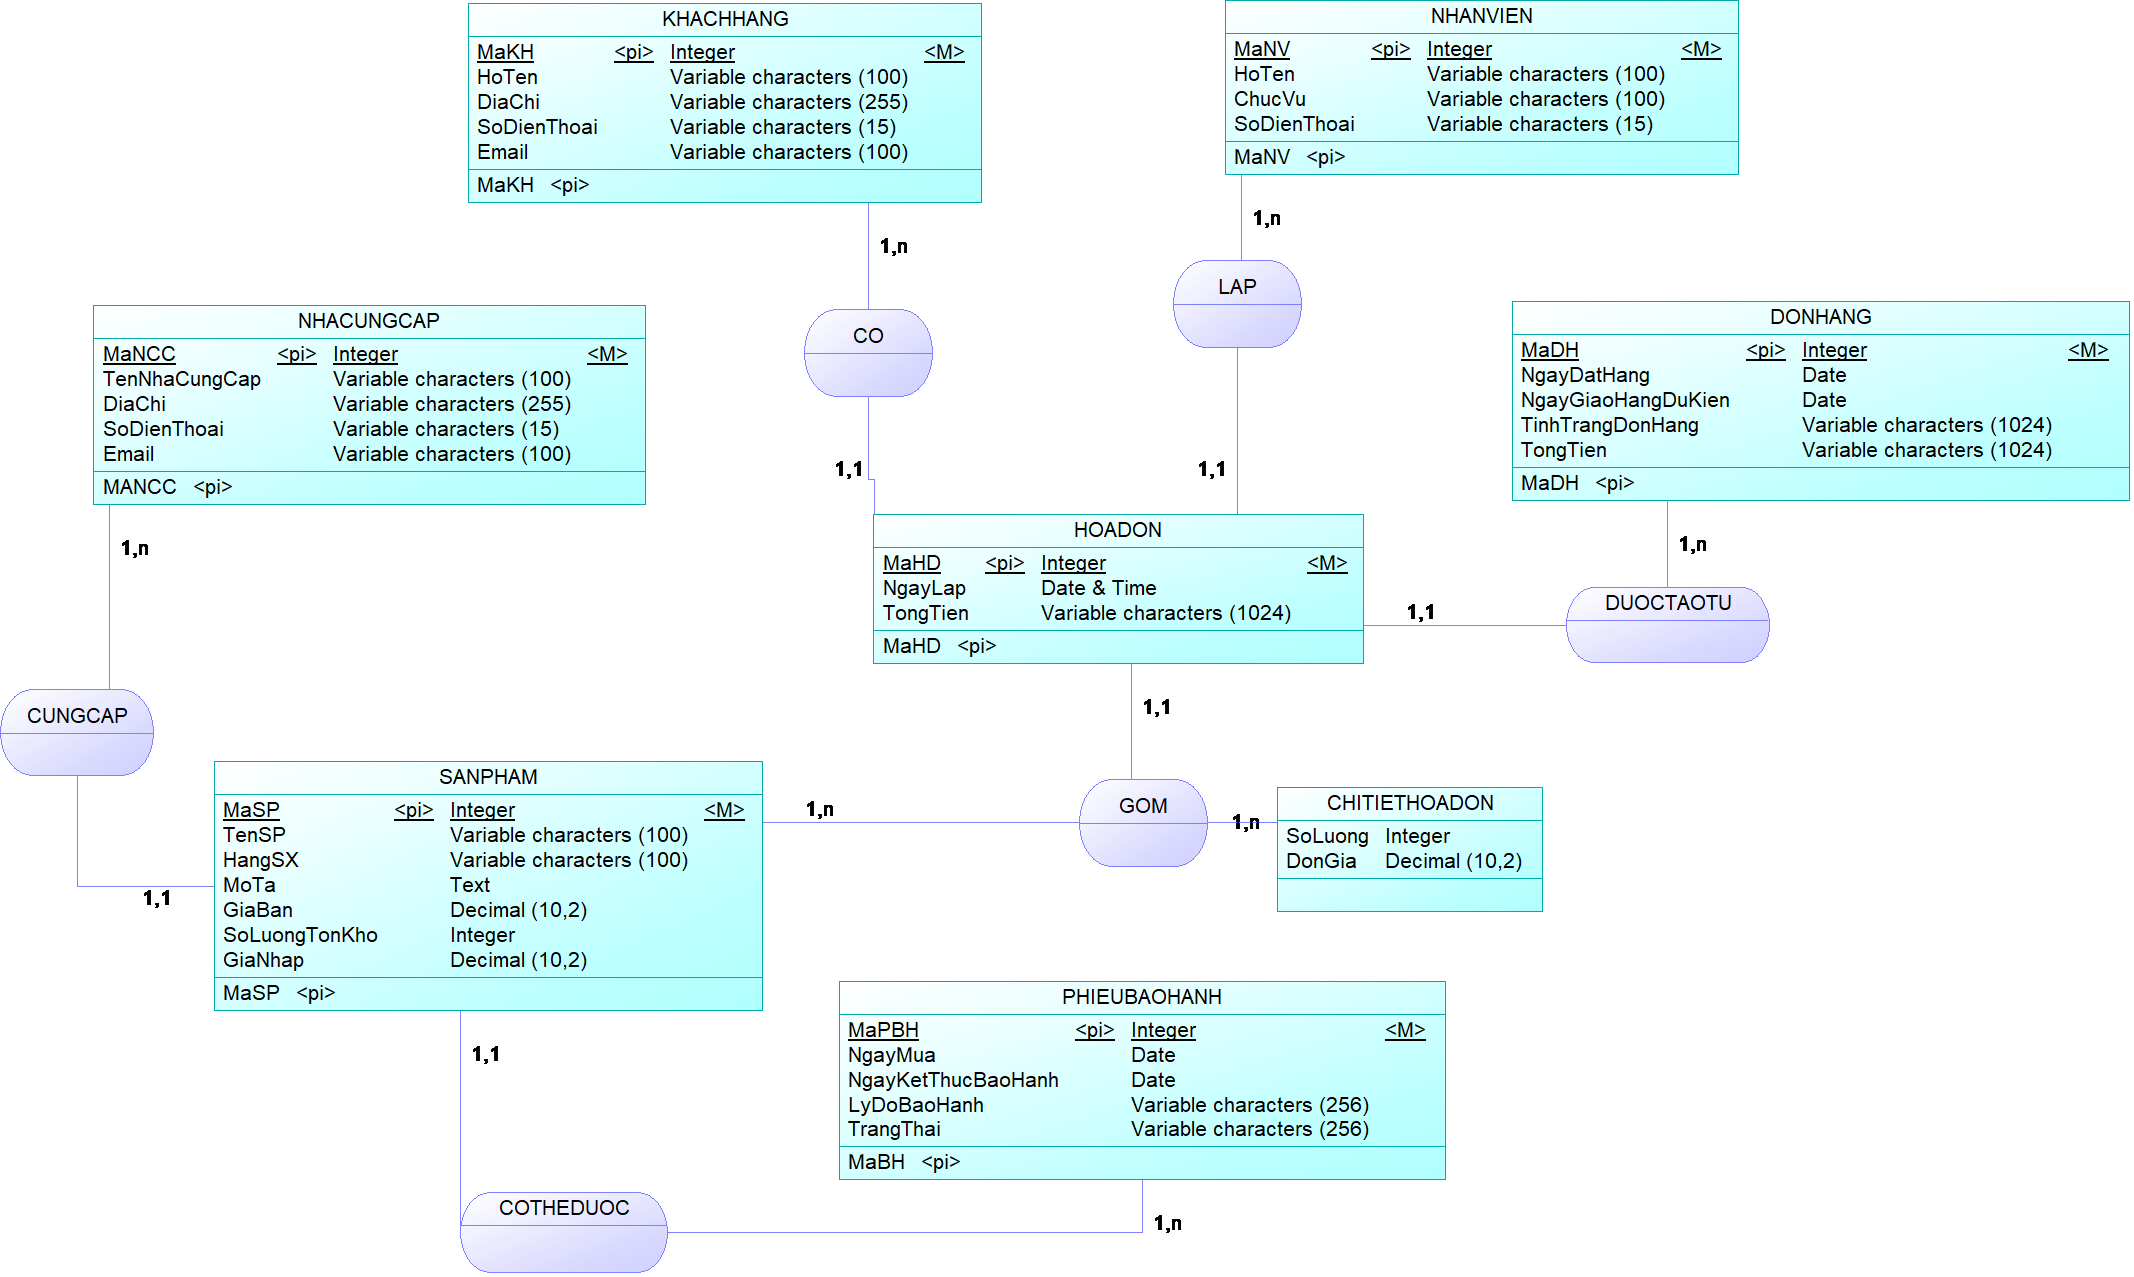 KHACHHANG
MaKH <pi> Integer <M>
HoTen Variable characters (100)
DiaChi Variable characters (255)
SoDienThoai Variable characters (15)
Email Variable characters (100)
MaKH <pi>
NHANVIEN
MaNV <pi> Integer <M>
HoTen Variable characters (100)
ChucVu Variable characters (100)
SoDienThoai Variable characters (15)
MaNV <pi>
1,n
1,n
CO
LAP
1,1
1,1
NHACUNGCAP
MaNCC <pi> Integer <M>
TenNhaCungCap Variable characters (100)
DiaChi Variable characters (255)
SoDienThoai Variable characters (15)
Email Variable characters (100)
MANCC <pi>
DONHANG
MaDH <pi> Integer <M>
NgayDatHang Date
NgayGiaoHangDuKien Date
TinhTrangDonHang Variable characters (1024)
TongTien Variable characters (1024)
MaDH <pi>
1,n
1,n
HOADON
MaHD <pi> Integer <M>
NgayLap Date & Time
TongTien Variable characters (1024)
MaHD <pi>
1,1
DUOCTAOTU
1,1
CUNGCAP
1,1
SANPHAM
MaSP <pi> Integer <M>
TenSP Variable characters (100)
HangSX Variable characters (100)
MoTa Text
GiaBan Decimal (10,2)
SoLuongTonKho Integer
GiaNhap Decimal (10,2)
MaSP <pi>
1,n
GOM
1,n
CHITIETHOADON
SoLuong Integer
DonGia Decimal (10,2)
1,1
PHIEUBAOHANH
MaPBH <pi> Integer <M>
NgayMua Date
NgayKetThucBaoHanh Date
LyDoBaoHanh Variable characters (256)
TrangThai Variable characters (256)
MaBH <pi>
COTHEDUOC
1,n